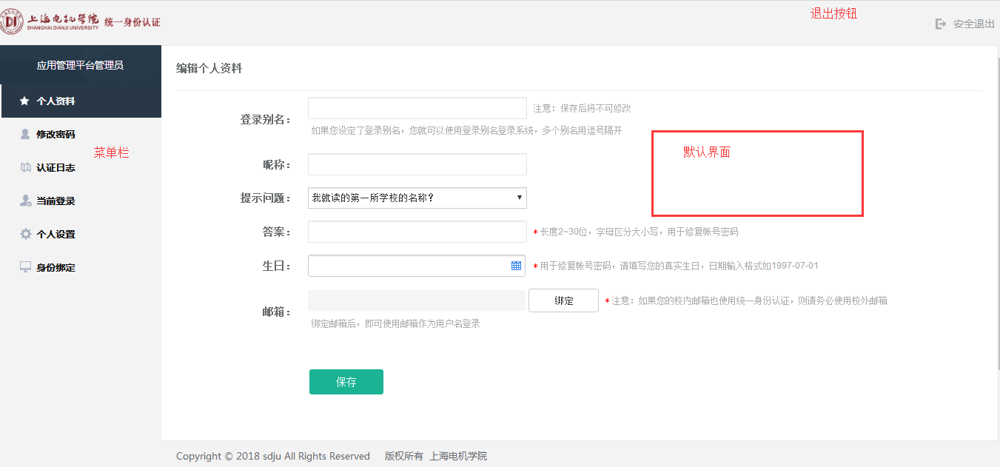 上海电机学院 统一身份认证
SHANGHAI DIANJI UNIVERSITY
退出按钮
安全退出
应用管理平台管理员
个人资料
修改密码
菜单栏
认证日志
当前登录
个人设置
身份绑定
编辑个人资料
登录别名： 注意：保存后将不可修改
如果您设定了登录别名，您就可以使用登录别名登录系统，多个别名用逗号隔开
默认界面
昵称：
提示问题： 我就读的第一所学校的名称?
答案： *长度2~30位，字母区分大小写，用于修复帐号密码
生日： *用于修复帐号密码，请填写您的真实生日，日期输入格式如1997-07-01
邮箱： 绑定 *注意：如果您的校内邮箱也使用统一身份认证，则请务必使用校外邮箱
绑定邮箱后，即可使用邮箱作为用户名登录
保存
Copyright © 2018 sdju All Rights Reserved 版权所有 上海电机学院